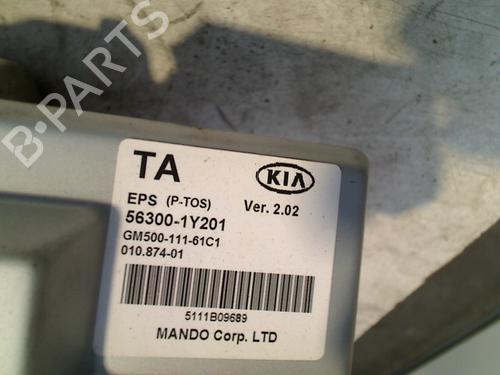 B-PARTS
TA
KIA
EPS (P-TOS)
Ver. 2.02
56300-1Y201
GM500-111-61C1
010.874-01
5111B09689
MANDO Corp. LTD